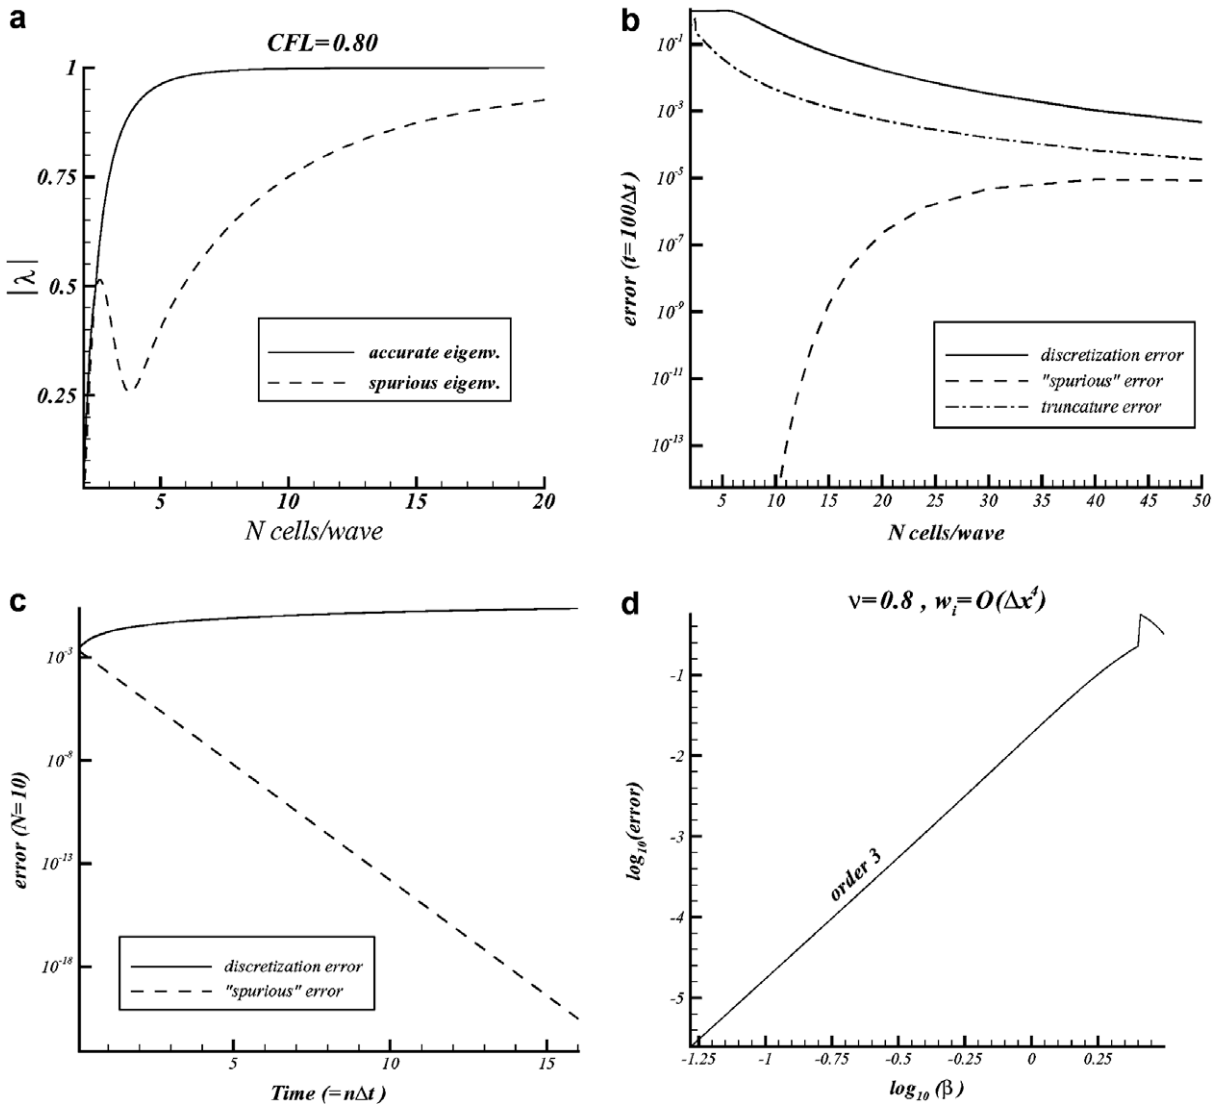 a
CFL=0.80
1
0.75
0.5
0.25
|λ|
accurate eigenv.
spurious eigenv.
5
10
15
20
N cells/wave
b
10⁻¹
10⁻³
10⁻⁵
10⁻⁷
10⁻⁹
10⁻¹¹
10⁻¹³
error (t=100Δt)
discretization error
"spurious" error
truncature error
5
10
15
20
25
30
35
40
45
50
N cells/wave
c
10⁻³
10⁻⁸
10⁻¹³
10⁻¹⁸
error (N=10)
discretization error
"spurious" error
5
10
15
Time (=nΔt)
d
ν=0.8 , wᵢ=O(Δx⁴)
-1
-2
-3
-4
-5
log₁₀(error)
order 3
-1.25
-1
-0.75
-0.5
-0.25
0
0.25
log₁₀(β)